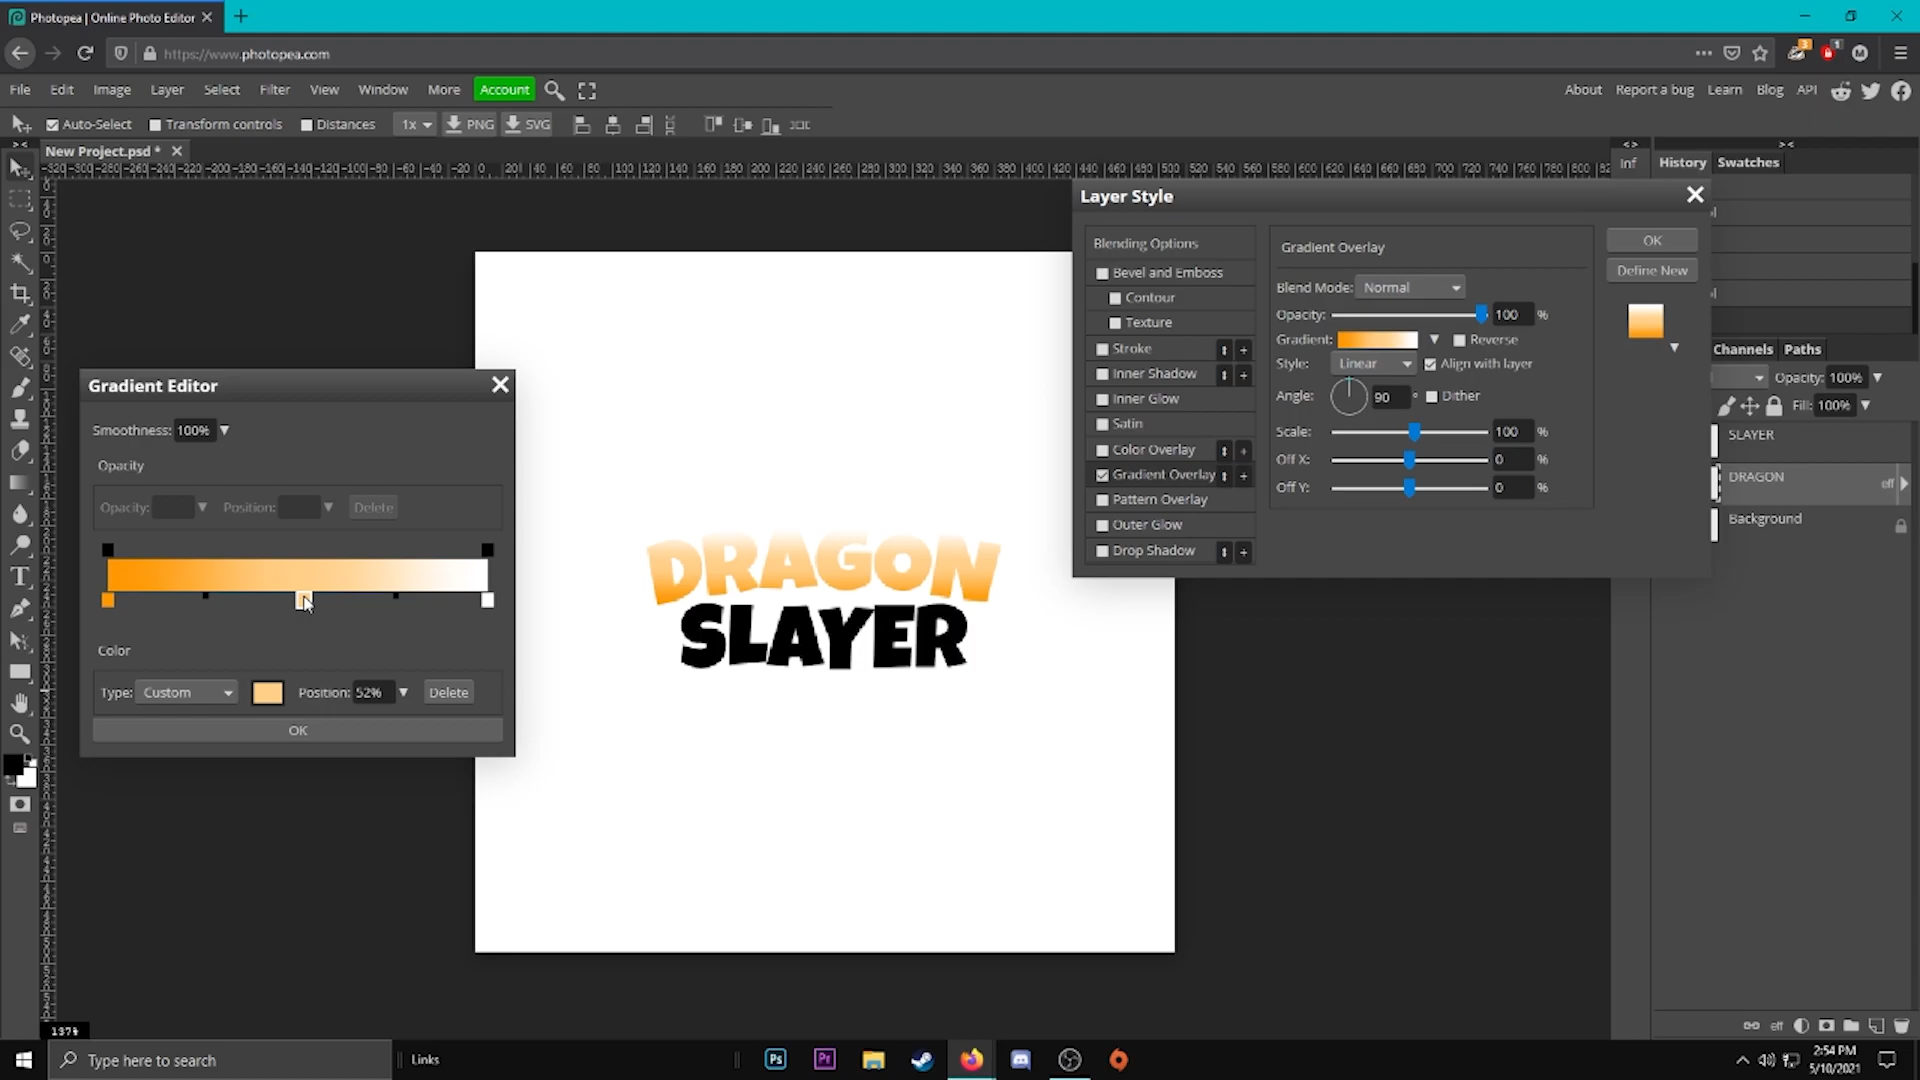 Photopea | Online Photo Editor
https://www.photopea.com
File Edit Image Layer Select Filter View Window More Account
About Report a bug Learn Blog API
Auto-Select Transform controls Distances 1x PNG SVG
New Project.psd *
Inf History Swatches
Layer Style
Blending Options
Bevel and Emboss
Contour
Texture
Stroke
Inner Shadow
Inner Glow
Satin
Color Overlay
Gradient Overlay
Pattern Overlay
Outer Glow
Drop Shadow
Gradient Overlay
Blend Mode: Normal
Opacity: 100 %
Gradient: Reverse
Style: Linear Align with layer
Angle: 90 ° Dither
Scale: 100 %
Off X: 0 %
Off Y: 0 %
OK
Define New
Channels Paths
Opacity: 100%
Fill: 100%
SLAYER
DRAGON eff
Background
Gradient Editor
Smoothness: 100%
Opacity
Opacity: Position: Delete
Color
Type: Custom Position: 52% Delete
OK
DRAGON
SLAYER
eff
137%
Type here to search
Links
Ps
Pr
2:54 PM
5/10/2021